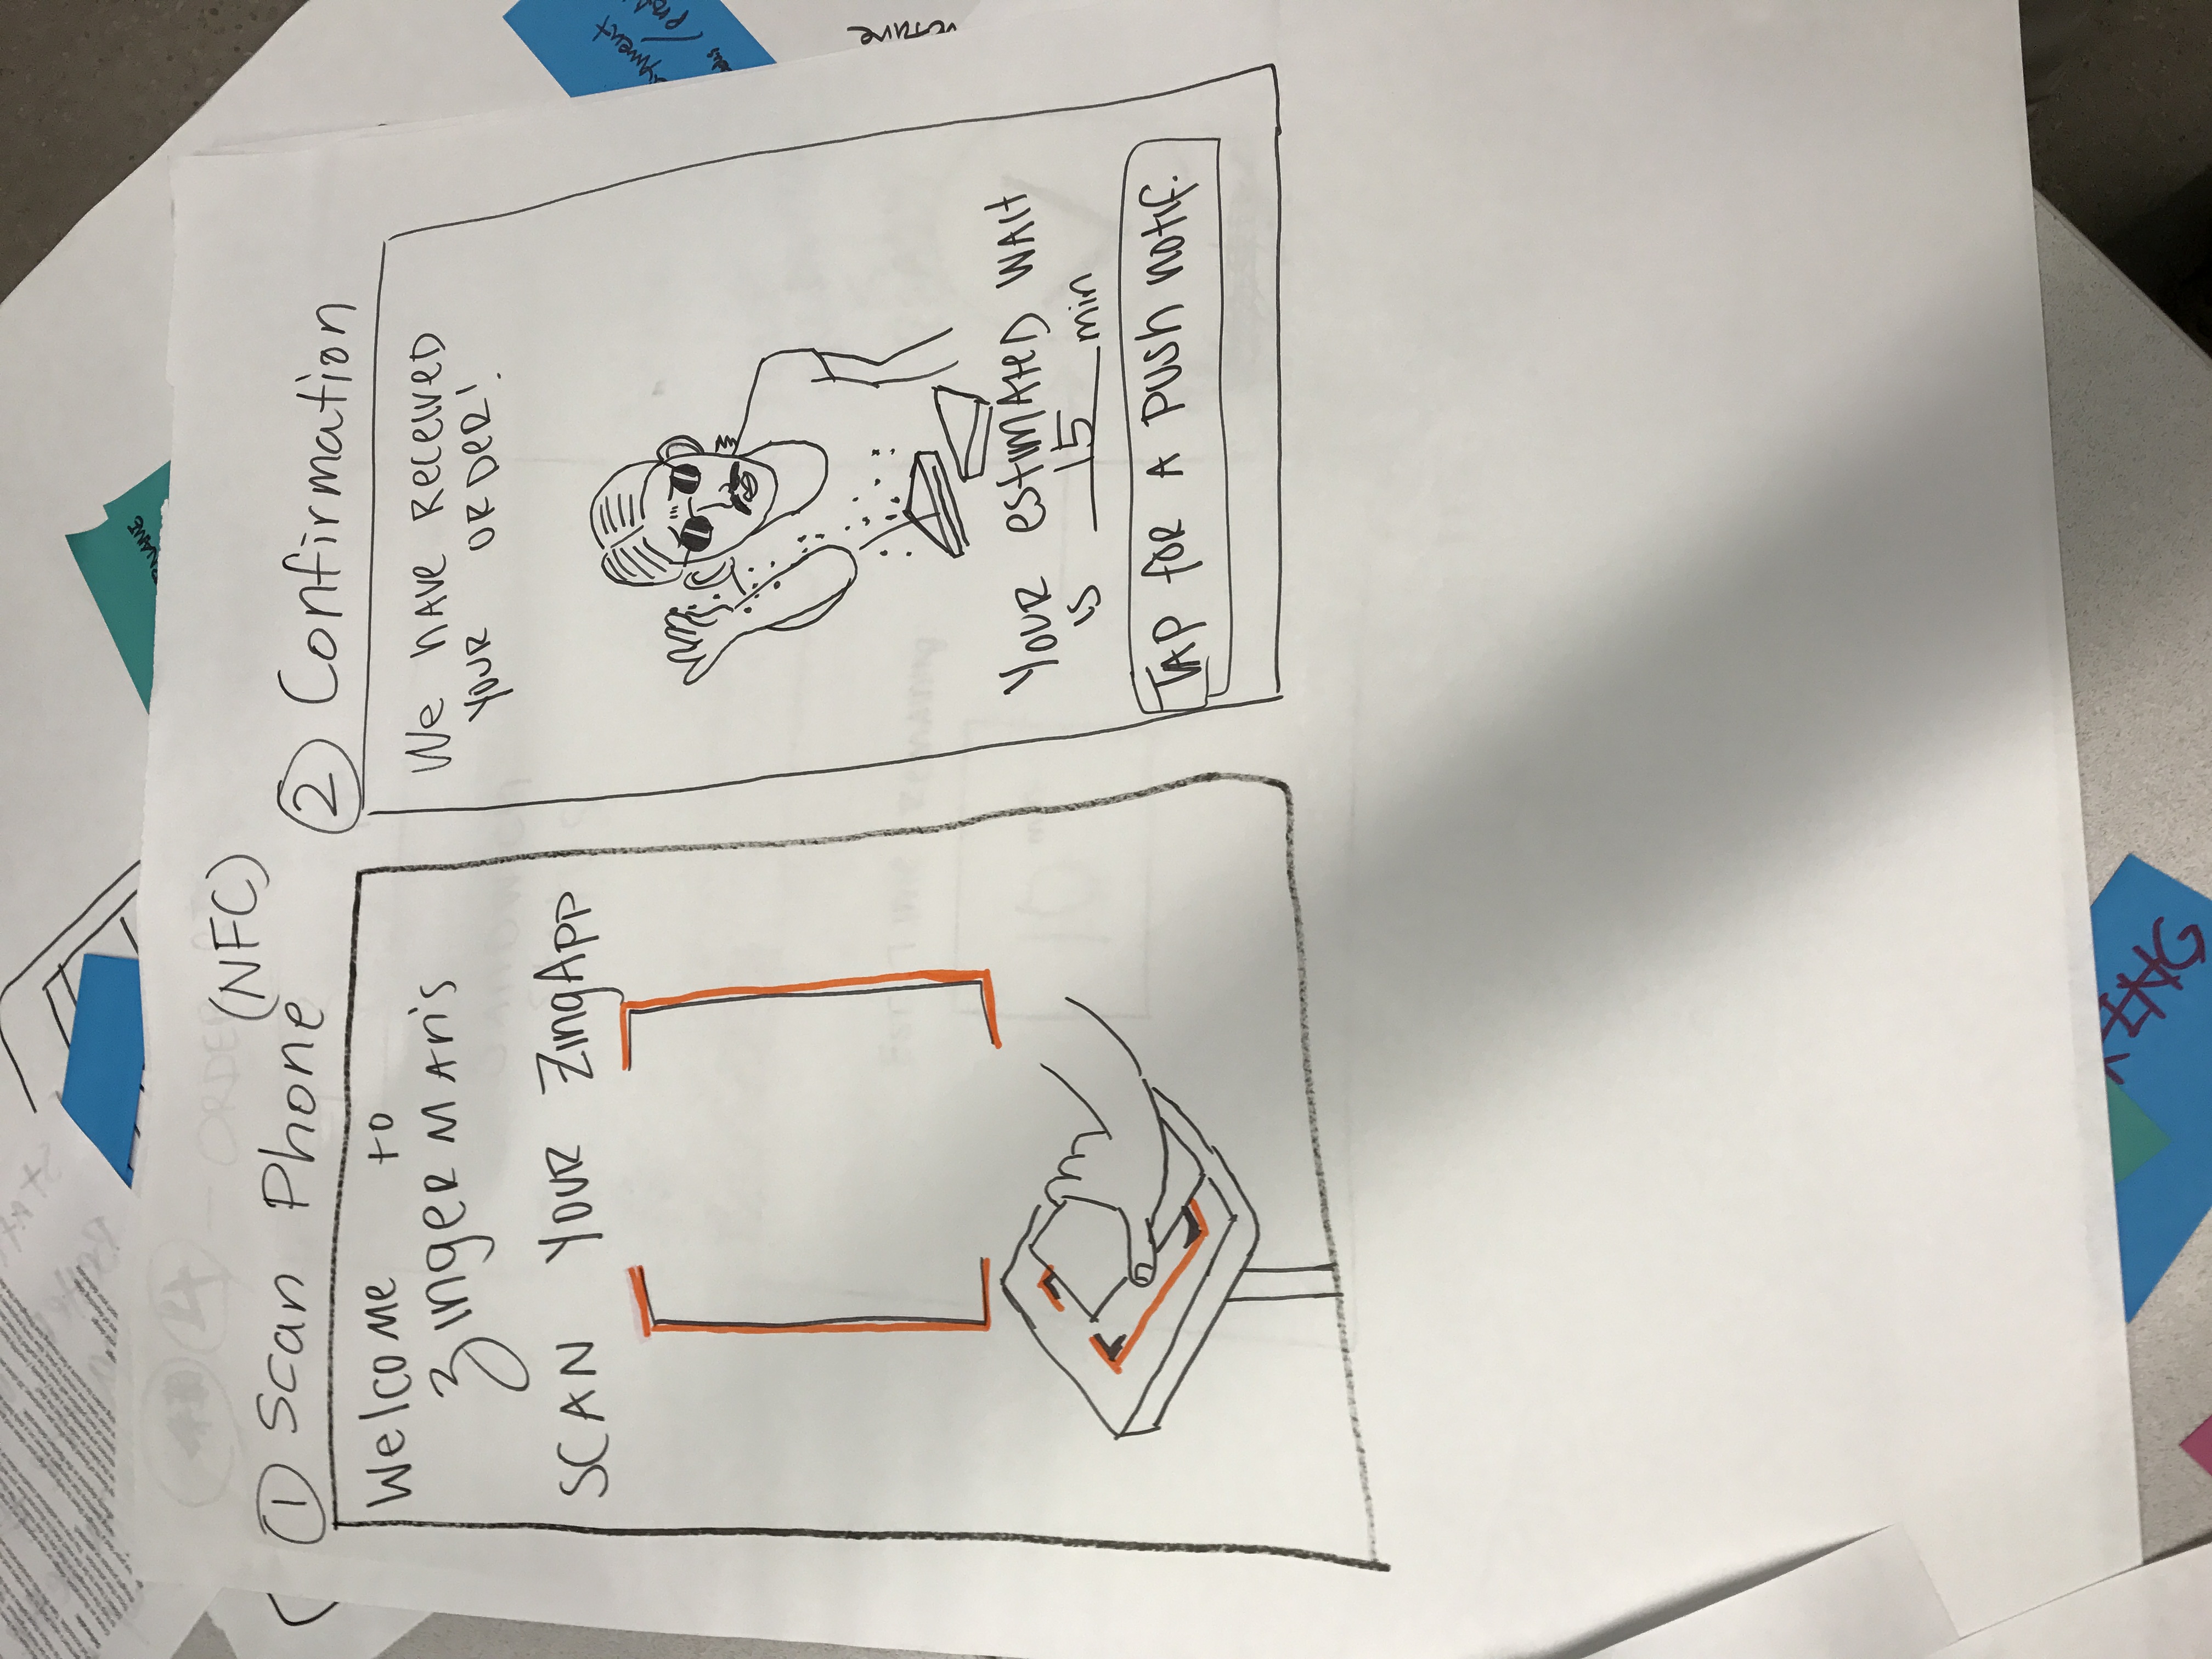 (NFC)
① Scan Phone
Welcome to
Zingerman's
SCAN YOUR ZingApp
② Confirmation
We have received
your order!
Your estimated wait
is 15 min
Tap for a push notif.